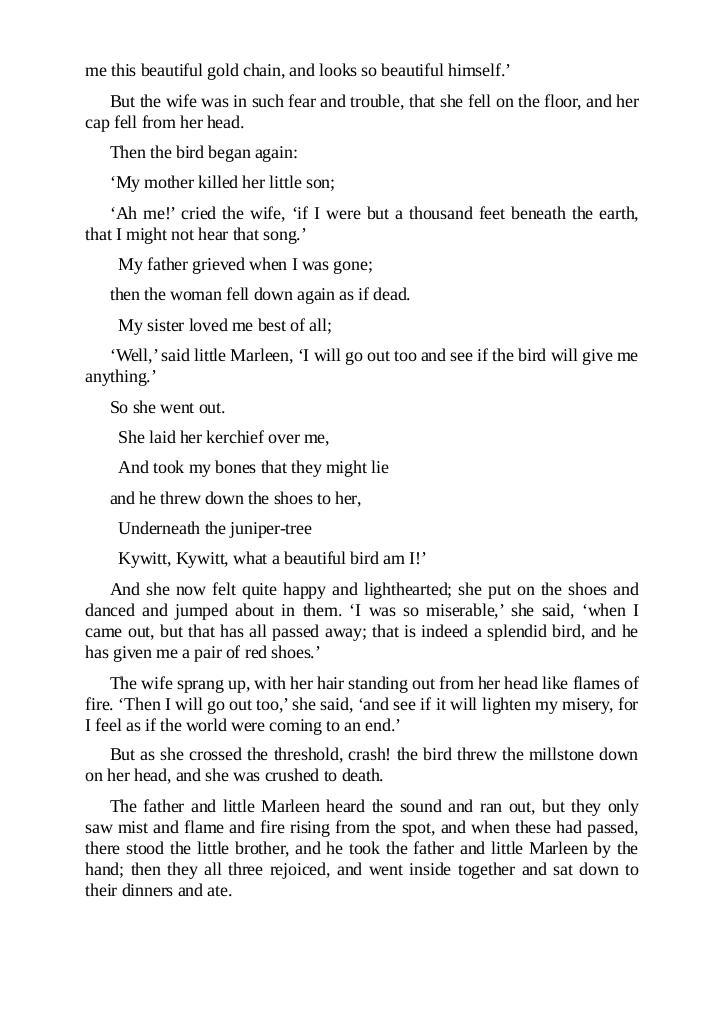 me this beautiful gold chain, and looks so beautiful himself.’
But the wife was in such fear and trouble, that she fell on the floor, and her
cap fell from her head.
Then the bird began again:
‘My mother killed her little son;
‘Ah me!’ cried the wife, ‘if I were but a thousand feet beneath the earth,
that I might not hear that song.’
My father grieved when I was gone;
then the woman fell down again as if dead.
My sister loved me best of all;
‘Well,’ said little Marleen, ‘I will go out too and see if the bird will give me
anything.’
So she went out.
She laid her kerchief over me,
And took my bones that they might lie
and he threw down the shoes to her,
Underneath the juniper-tree
Kywitt, Kywitt, what a beautiful bird am I!’
And she now felt quite happy and lighthearted; she put on the shoes and
danced and jumped about in them. ‘I was so miserable,’ she said, ‘when I
came out, but that has all passed away; that is indeed a splendid bird, and he
has given me a pair of red shoes.’
The wife sprang up, with her hair standing out from her head like flames of
fire. ‘Then I will go out too,’ she said, ‘and see if it will lighten my misery, for
I feel as if the world were coming to an end.’
But as she crossed the threshold, crash! the bird threw the millstone down
on her head, and she was crushed to death.
The father and little Marleen heard the sound and ran out, but they only
saw mist and flame and fire rising from the spot, and when these had passed,
there stood the little brother, and he took the father and little Marleen by the
hand; then they all three rejoiced, and went inside together and sat down to
their dinners and ate.